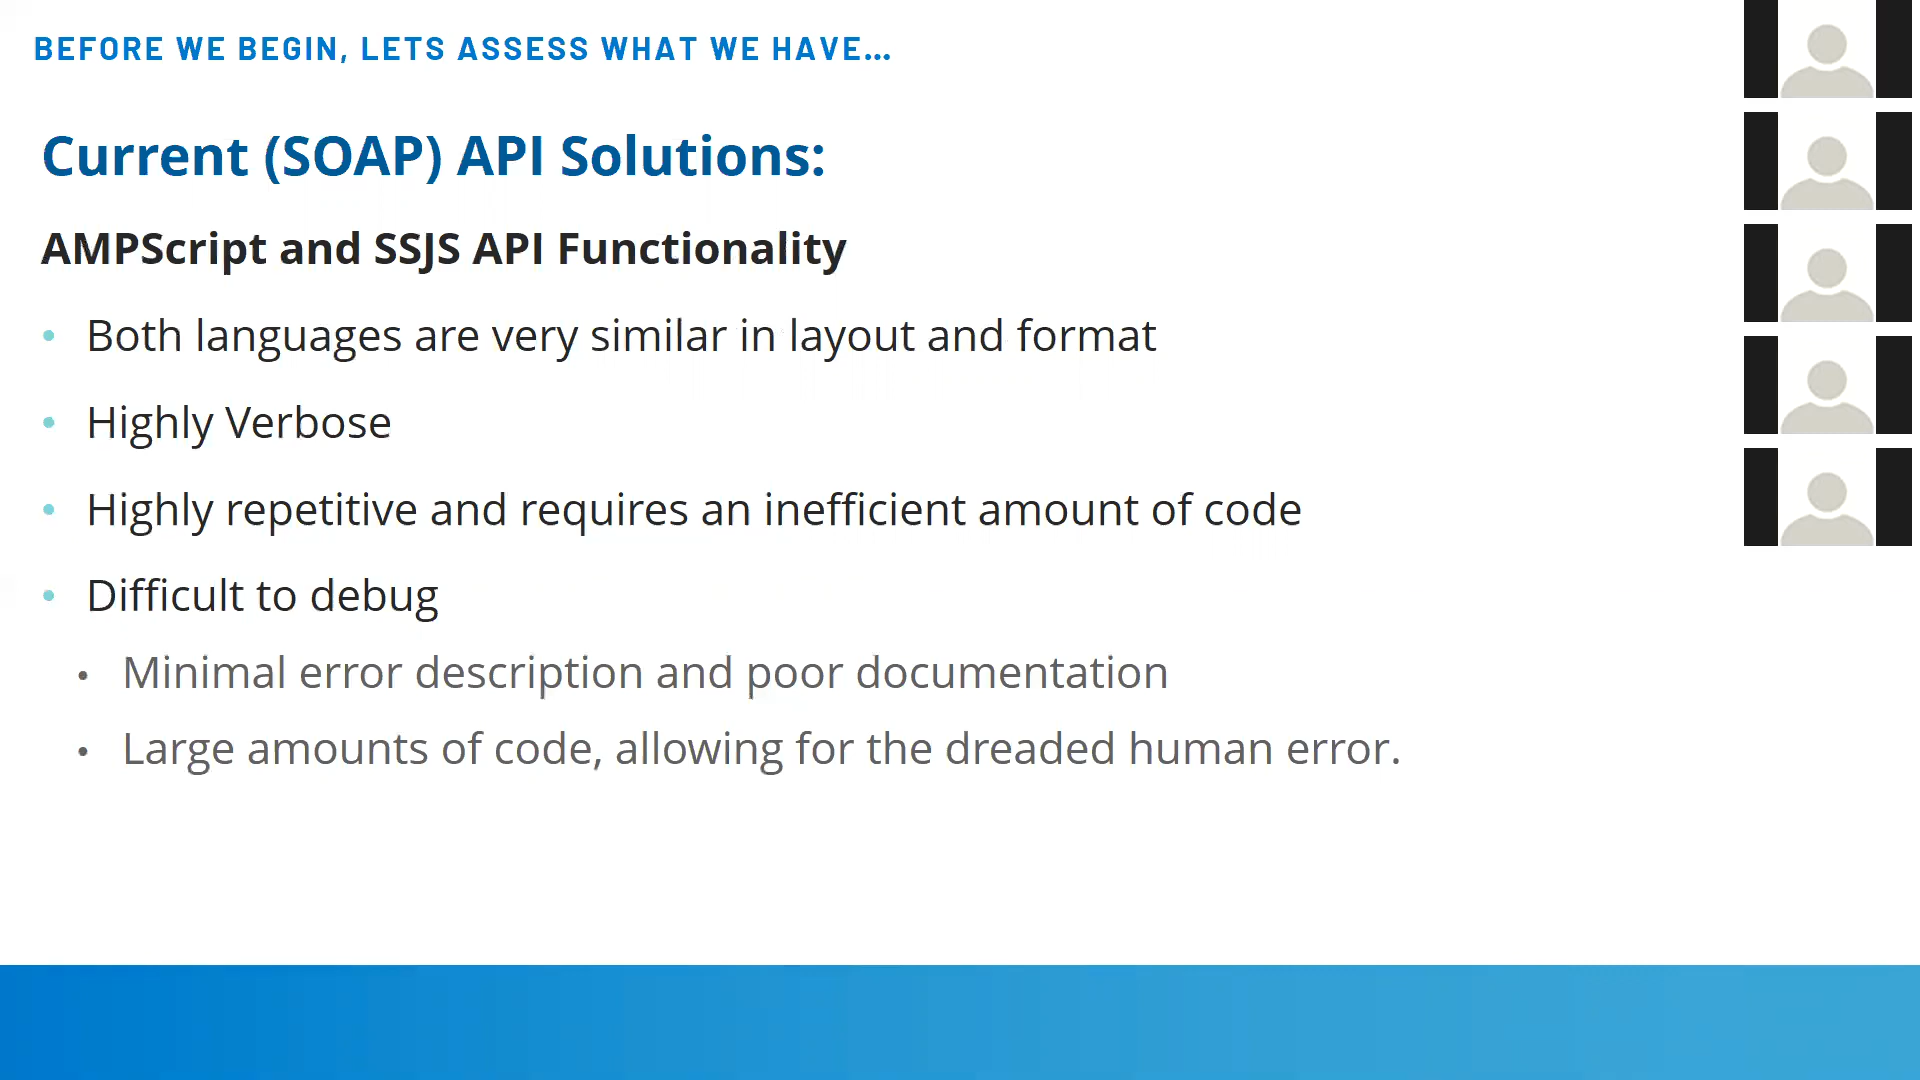 BEFORE WE BEGIN, LETS ASSESS WHAT WE HAVE...
Current (SOAP) API Solutions:
AMPScript and SSJS API Functionality
• Both languages are very similar in layout and format
• Highly Verbose
• Highly repetitive and requires an inefficient amount of code
• Difficult to debug
• Minimal error description and poor documentation
• Large amounts of code, allowing for the dreaded human error.